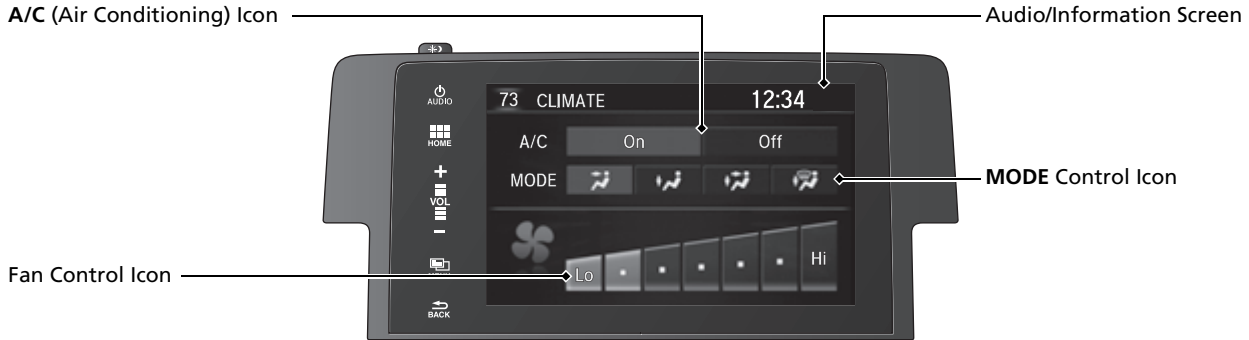 A/C (Air Conditioning) Icon
Audio/Information Screen
AUDIO
73 CLIMATE 12:34
HOME
A/C On Off
MODE
MODE Control Icon
+
VOL
-
Fan Control Icon
Lo Hi
BACK